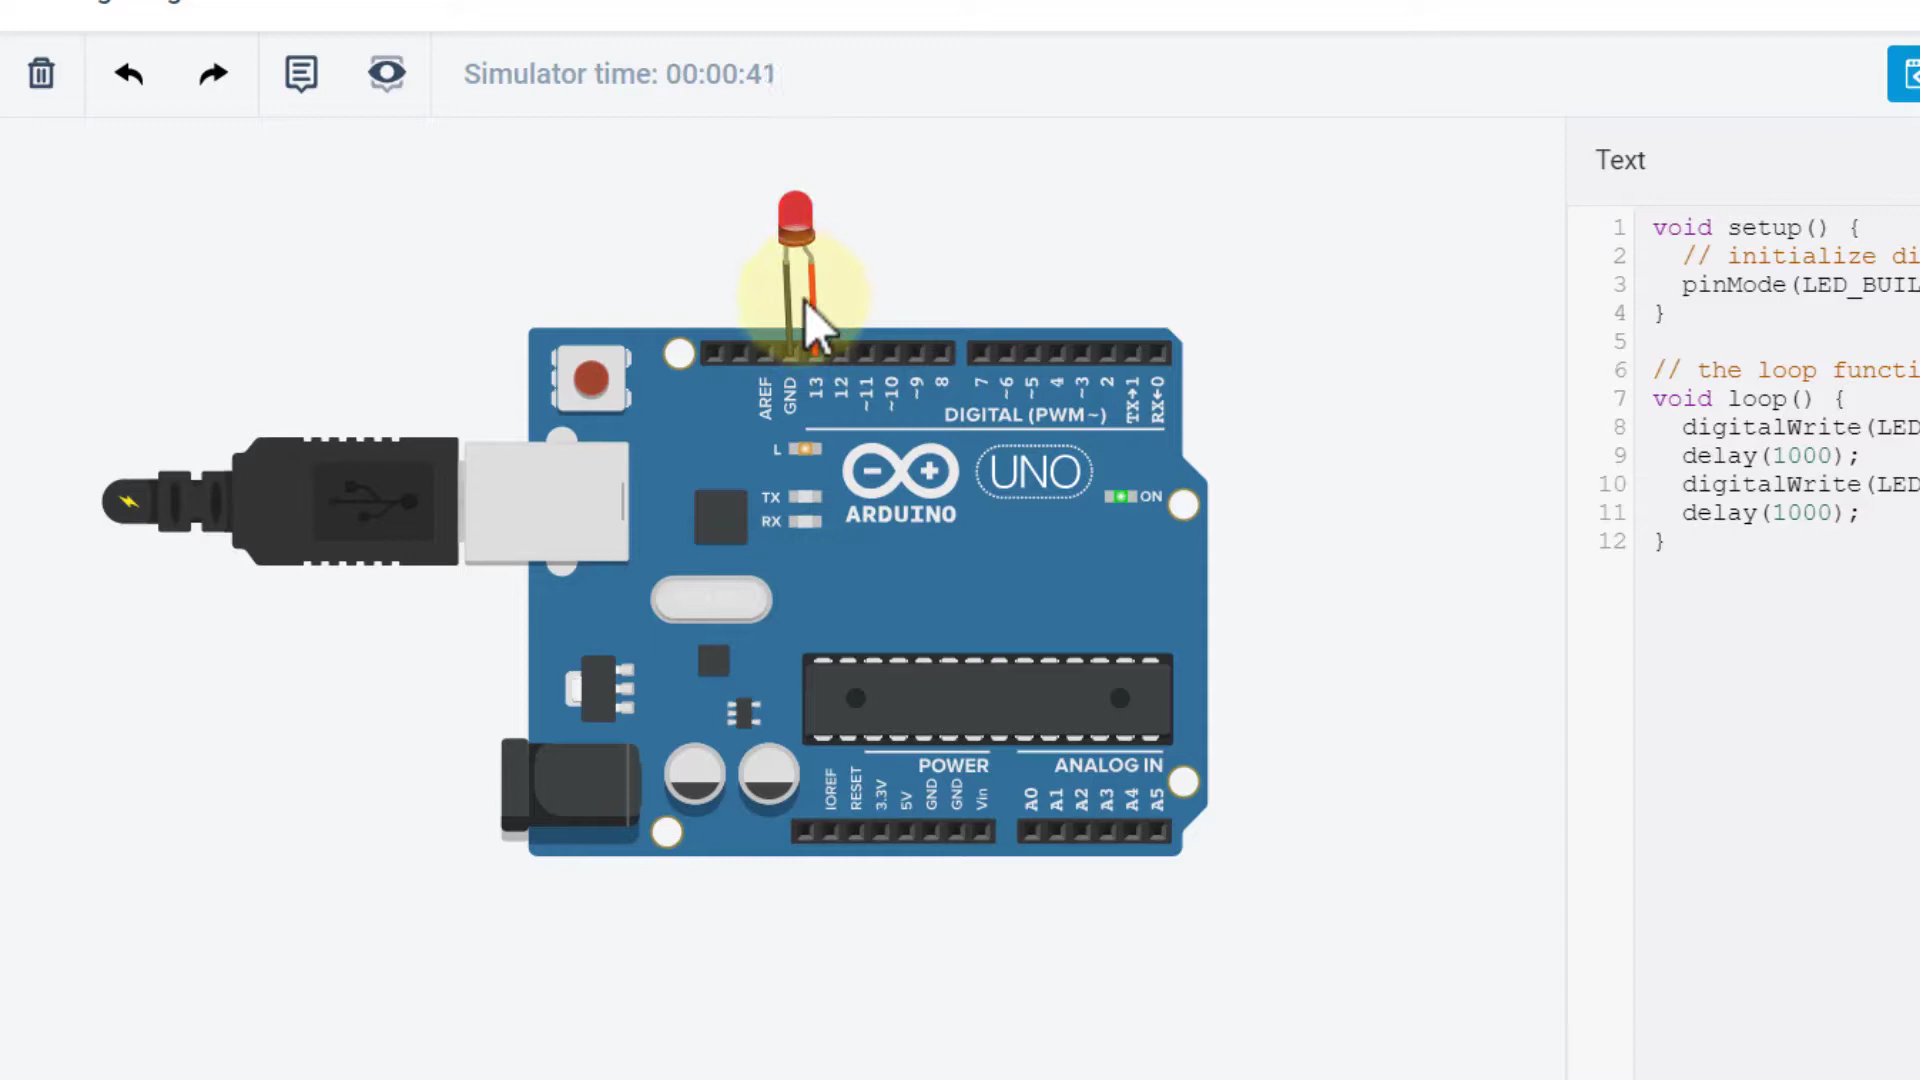 Simulator time: 00:00:41
Text
1 void setup() {
2 // initialize di
3 pinMode(LED_BUIL
4 }
5
6 // the loop functi
7 void loop() {
8 digitalWrite(LED
9 delay(1000);
10 digitalWrite(LED
11 delay(1000);
12 }
AREF
GND
13
12
~11
~10
~9
8
7
~6
~5
4
~3
2
TX→1
RX←0
DIGITAL (PWM~)
L
TX
RX
UNO
ARDUINO
ON
POWER
ANALOG IN
IOREF
RESET
3.3V
5V
GND
GND
Vin
A0
A1
A2
A3
A4
A5